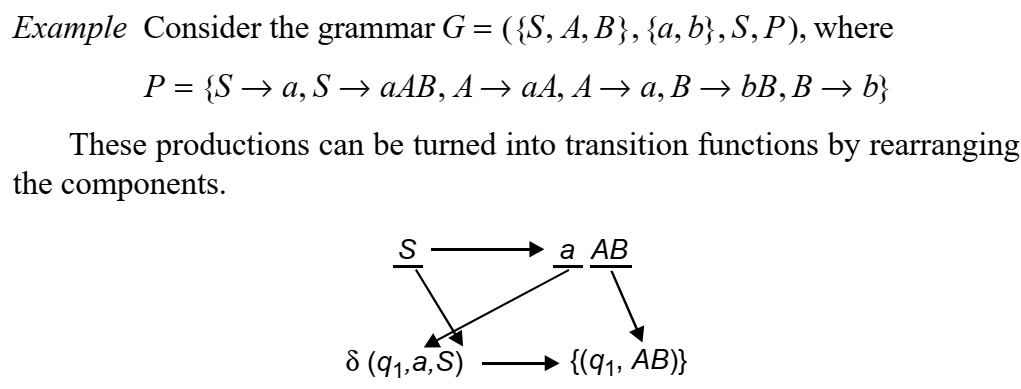 Example Consider the grammar G = ({S, A, B}, {a, b}, S, P), where
P = {S → a, S → aAB, A → aA, A → a, B → bB, B → b}
These productions can be turned into transition functions by rearranging
the components.
S → a AB
δ (q₁,a,S) → {(q₁, AB)}